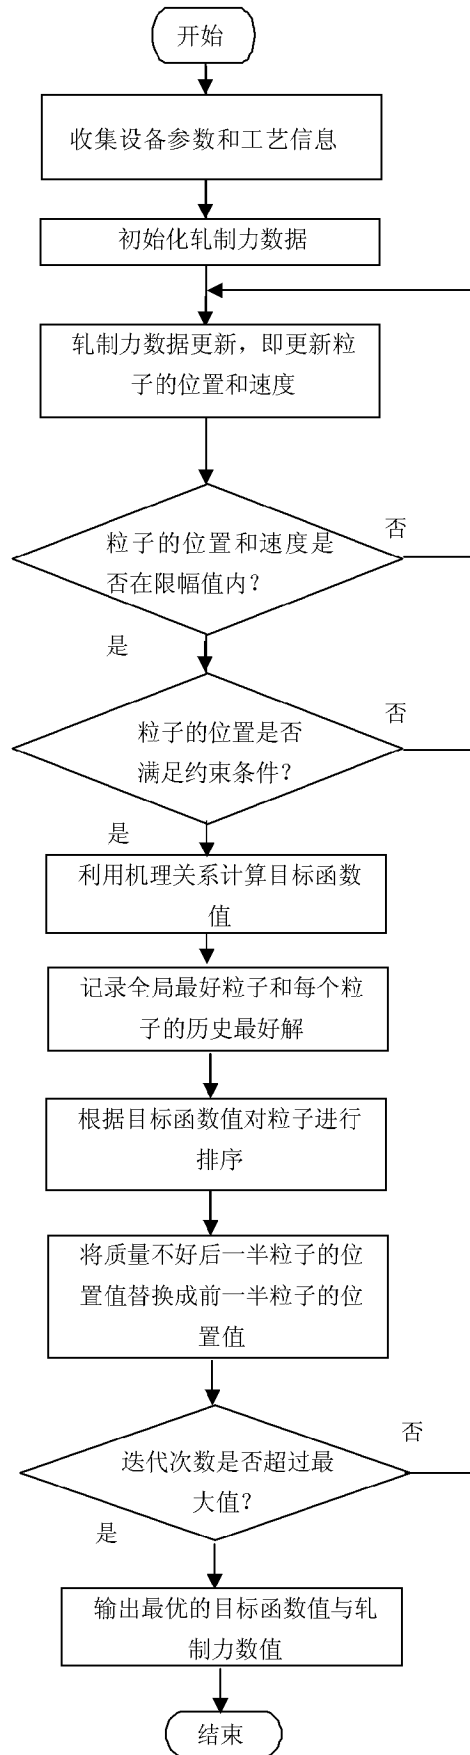 开始
收集设备参数和工艺信息
初始化轧制力数据
轧制力数据更新，即更新粒
子的位置和速度
否
粒子的位置和速度是
否在限幅值内？
是
否
粒子的位置是否
满足约束条件？
是
利用机理关系计算目标函数
值
记录全局最好粒子和每个粒
子的历史最好解
根据目标函数值对粒子进行
排序
将质量不好后一半粒子的位
置值替换成前一半粒子的位
置值
否
迭代次数是否超过最
大值？
是
输出最优的目标函数值与轧
制力数值
结束